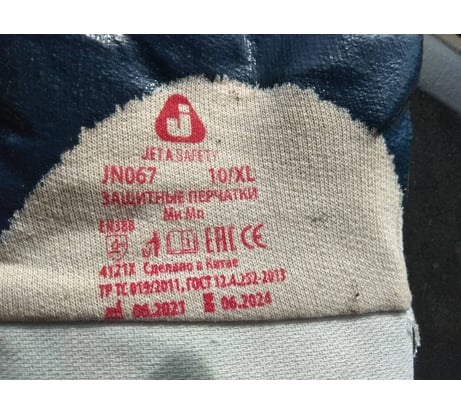 JETA SAFETY
JN067 10/XL
ЗАЩИТНЫЕ ПЕРЧАТКИ
Ми Мп
EN388
EAC CE
4121X Сделано в Китае
ТР ТС 019/2011, ГОСТ 12.4.252-2013
06.2021 06.2024